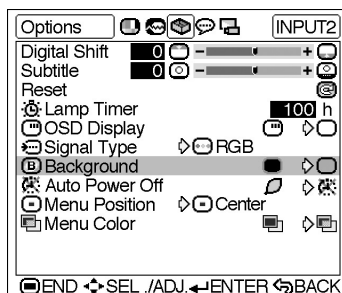 Options INPUT2
Digital Shift 0 - +
Subtitle 0 - +
Reset
Lamp Timer 100 h
OSD Display
Signal Type RGB
B Background
Auto Power Off
Menu Position Center
Menu Color
END SEL./ADJ. ENTER BACK